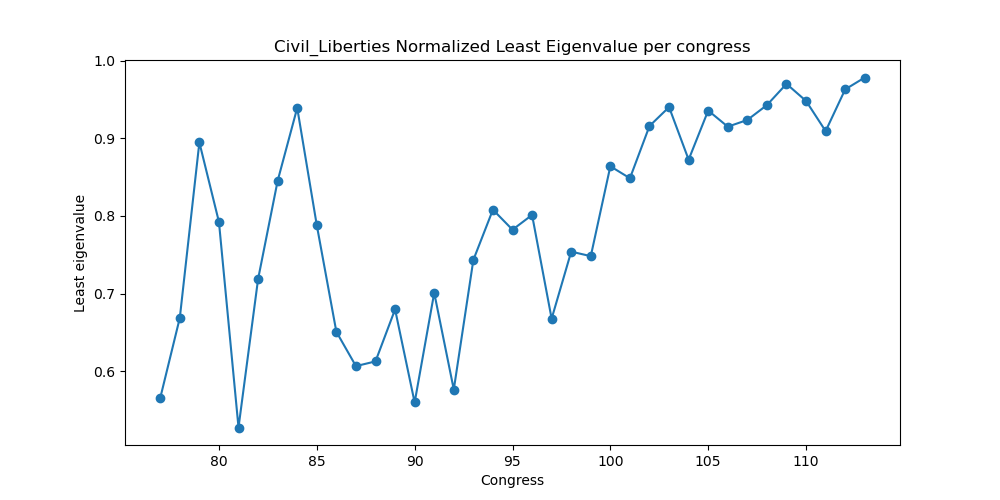 Civil_Liberties Normalized Least Eigenvalue per congress
1.0
0.9
0.8
0.7
0.6
Least eigenvalue
80 85 90 95 100 105 110
Congress